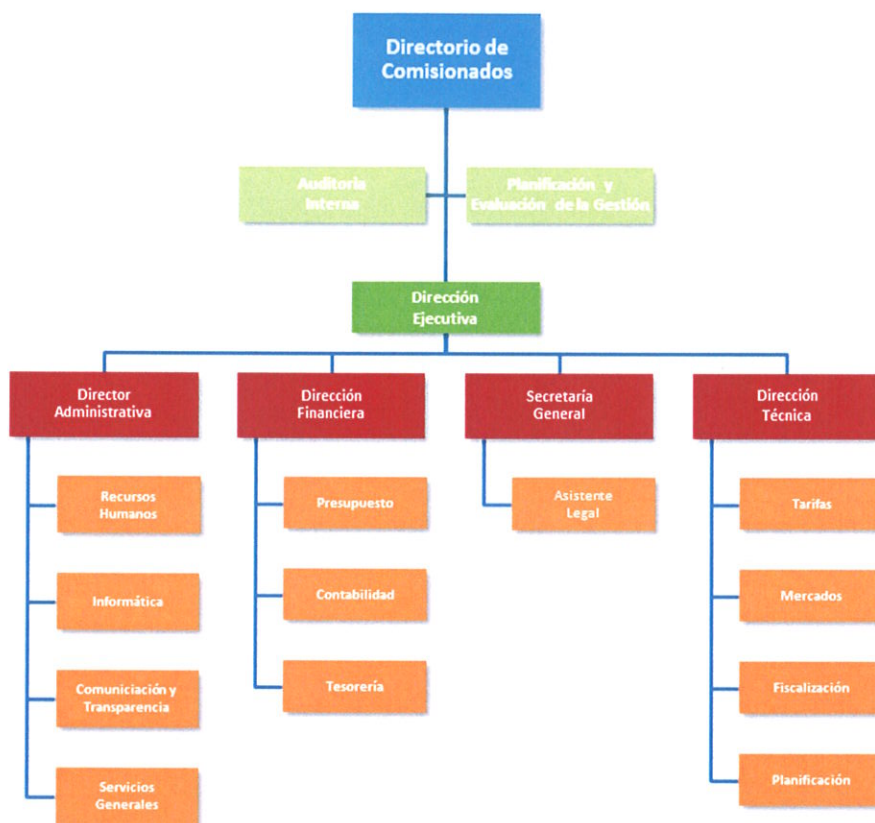 Directorio de
Comisionados
Auditoria
Interna
Planificación y
Evaluación de la Gestión
Dirección
Ejecutiva
Director
Administrativa
Dirección
Financiera
Secretaría
General
Dirección
Técnica
Recursos
Humanos
Informática
Comuniciación y
Transparencia
Servicios
Generales
Presupuesto
Contabilidad
Tesorería
Asistente
Legal
Tarifas
Mercados
Fiscalización
Planificación